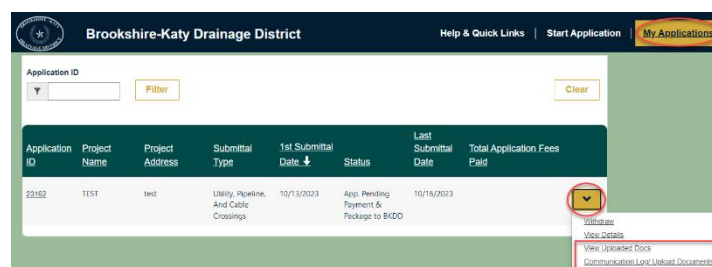 Brookshire-Katy Drainage District
Help & Quick Links | Start Application | My Applications
Application ID
Filter
Clear
Application ID
Project Name
Project Address
Submittal Type
1st Submittal Date ↓
Status
Last Submittal Date
Total Application Fees Paid
23162
TEST
test
Utility, Pipeline, And Cable Crossings
10/13/2023
App. Pending Payment & Package to BKDD
10/16/2023
Withdraw
View Details
View Uploaded Docs
Communication Log/ Upload Documents